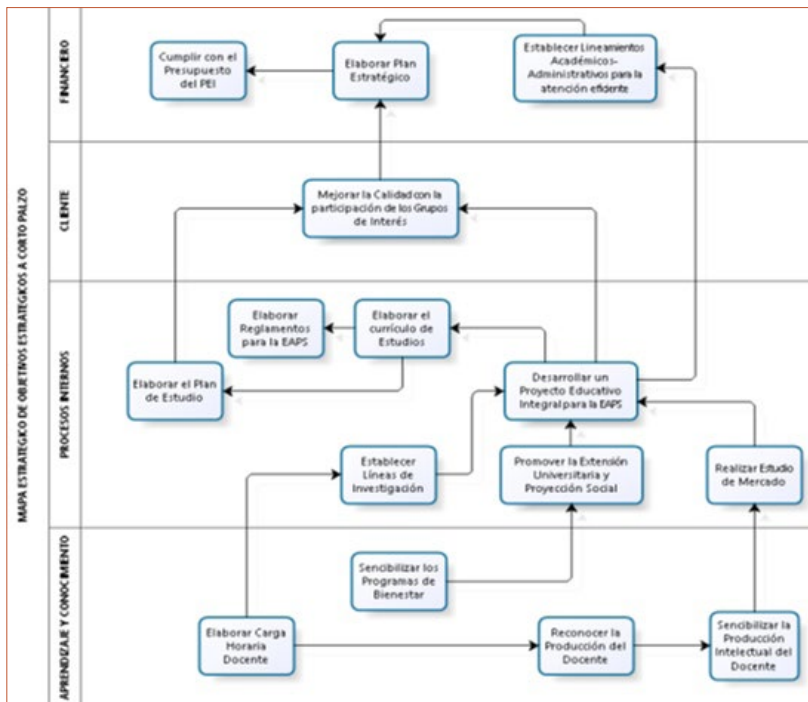 MAPA ESTRATEGICO DE OBJETIVOS ESTRATEGICOS A CORTO PALZO
FINANCIERO
Cumplir con el
Presupuesto
del PEI
Elaborar Plan
Estratégico
Establecer Lineamientos
Académicos-
Administrativos para la
atención eficiente
CLIENTE
Mejorar la Calidad con la
participación de los Grupos
de Interés
PROCESOS INTERNOS
Elaborar
Reglamentos
para la EAPS
Elaborar el
currículo de
Estudios
Elaborar el Plan
de Estudio
Desarrollar un
Proyecto Educativo
Integral para la EAPS
Establecer
Líneas de
Investigación
Promover la Extensión
Universitaria y
Proyección Social
Realizar Estudio
de Mercado
APRENDIZAJE Y CONOCIMIENTO
Sencibilizar los
Programas de
Bienestar
Elaborar Carga
Horaria
Docente
Reconocer la
Producción del
Docente
Sencibilizar la
Producción
Intelectual del
Docente